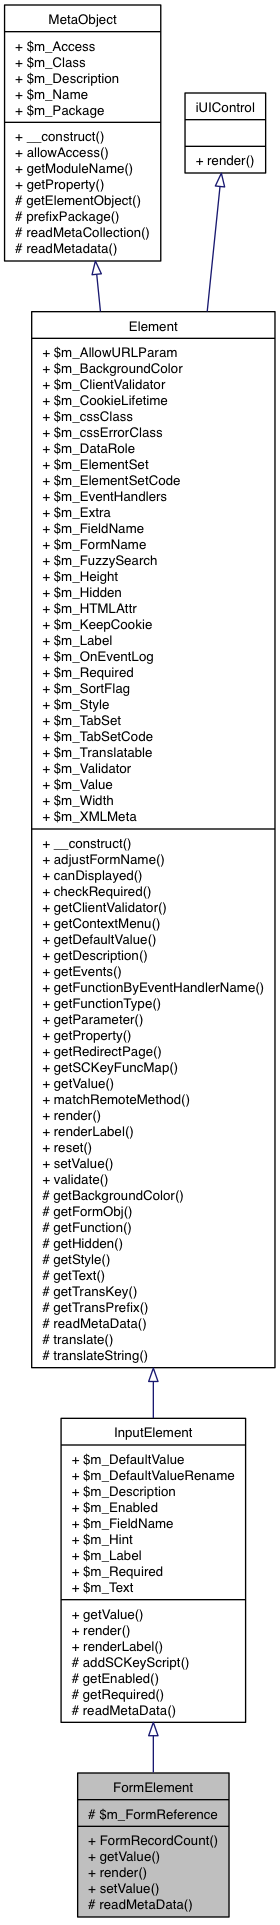 MetaObject
+ $m_Access
+ $m_Class
+ $m_Description
+ $m_Name
+ $m_Package
+ __construct()
+ allowAccess()
+ getModuleName()
+ getProperty()
# getElementObject()
# prefixPackage()
# readMetaCollection()
# readMetadata()
iUIControl
+ render()
Element
+ $m_AllowURLParam
+ $m_BackgroundColor
+ $m_ClientValidator
+ $m_CookieLifetime
+ $m_cssClass
+ $m_cssErrorClass
+ $m_DataRole
+ $m_ElementSet
+ $m_ElementSetCode
+ $m_EventHandlers
+ $m_Extra
+ $m_FieldName
+ $m_FormName
+ $m_FuzzySearch
+ $m_Height
+ $m_Hidden
+ $m_HTMLAttr
+ $m_KeepCookie
+ $m_Label
+ $m_OnEventLog
+ $m_Required
+ $m_SortFlag
+ $m_Style
+ $m_TabSet
+ $m_TabSetCode
+ $m_Translatable
+ $m_Validator
+ $m_Value
+ $m_Width
+ $m_XMLMeta
+ __construct()
+ adjustFormName()
+ canDisplayed()
+ checkRequired()
+ getClientValidator()
+ getContextMenu()
+ getDefaultValue()
+ getDescription()
+ getEvents()
+ getFunctionByEventHandlerName()
+ getFunctionType()
+ getParameter()
+ getProperty()
+ getRedirectPage()
+ getSCKeyFuncMap()
+ getValue()
+ matchRemoteMethod()
+ render()
+ renderLabel()
+ reset()
+ setValue()
+ validate()
# getBackgroundColor()
# getFormObj()
# getFunction()
# getHidden()
# getStyle()
# getText()
# getTransKey()
# getTransPrefix()
# readMetaData()
# translate()
# translateString()
InputElement
+ $m_DefaultValue
+ $m_DefaultValueRename
+ $m_Description
+ $m_Enabled
+ $m_FieldName
+ $m_Hint
+ $m_Label
+ $m_Required
+ $m_Text
+ getValue()
+ render()
+ renderLabel()
# addSCKeyScript()
# getEnabled()
# getRequired()
# readMetaData()
FormElement
# $m_FormReference
+ FormRecordCount()
+ getValue()
+ render()
+ setValue()
# readMetaData()